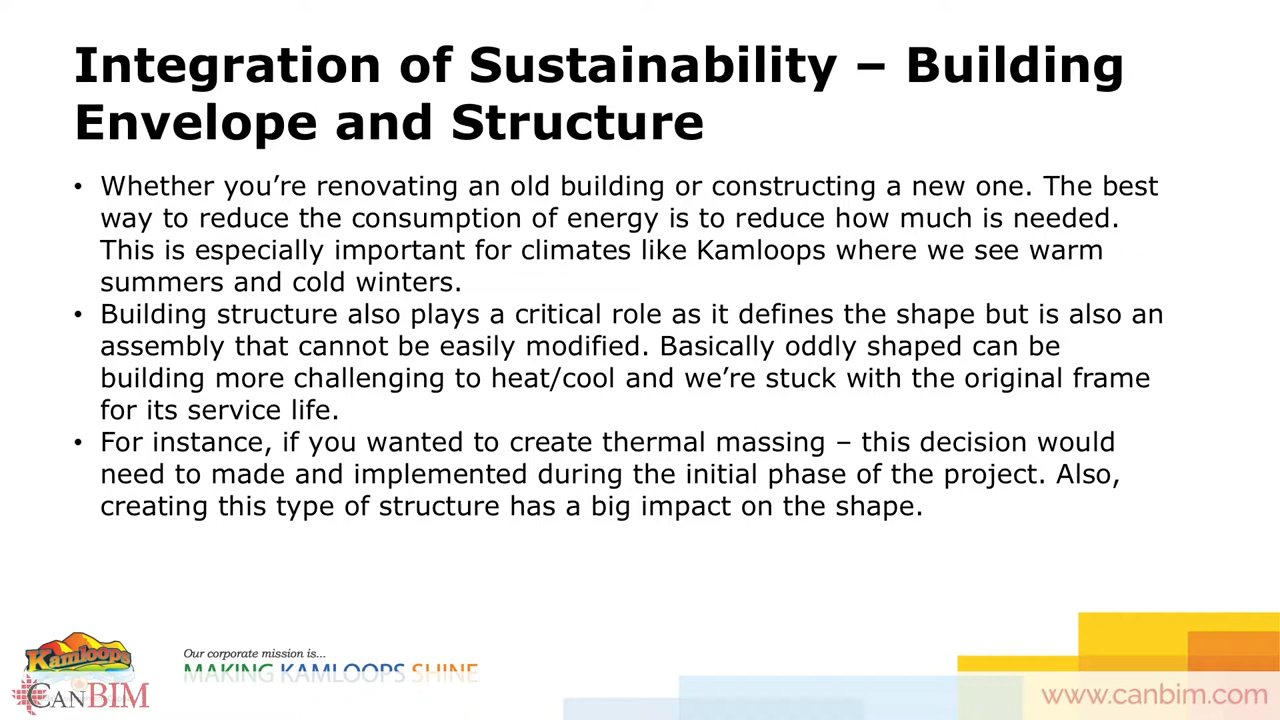 Integration of Sustainability – Building
Envelope and Structure
• Whether you’re renovating an old building or constructing a new one. The best
way to reduce the consumption of energy is to reduce how much is needed.
This is especially important for climates like Kamloops where we see warm
summers and cold winters.
• Building structure also plays a critical role as it defines the shape but is also an
assembly that cannot be easily modified. Basically oddly shaped can be
building more challenging to heat/cool and we’re stuck with the original frame
for its service life.
• For instance, if you wanted to create thermal massing – this decision would
need to made and implemented during the initial phase of the project. Also,
creating this type of structure has a big impact on the shape.
Kamloops
Our corporate mission is...
MAKING KAMLOOPS SHINE
CANBIM
www.canbim.com